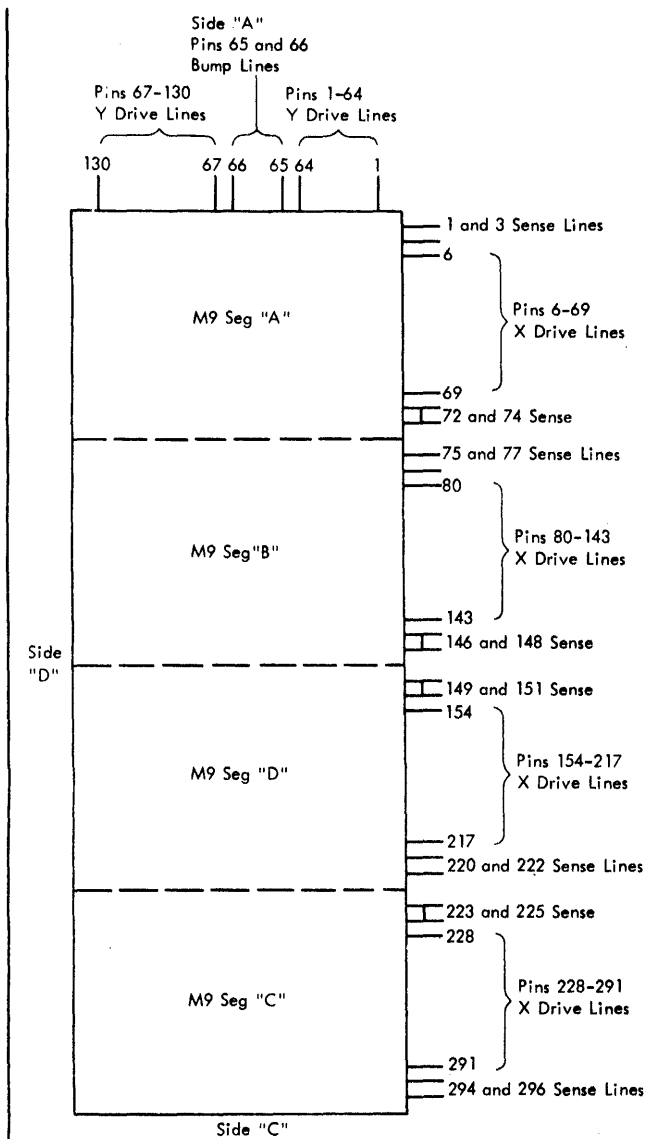 Side "A"
Pins 65 and 66
Bump Lines
Pins 67-130
Y Drive Lines
Pins 1-64
Y Drive Lines
130 67 66 65 64 1
1 and 3 Sense Lines
6
M9 Seg "A"
Pins 6-69
X Drive Lines
69
72 and 74 Sense
75 and 77 Sense Lines
80
M9 Seg"B"
Pins 80-143
X Drive Lines
143
146 and 148 Sense
Side
"D"
149 and 151 Sense
154
M9 Seg "D"
Pins 154-217
X Drive Lines
217
220 and 222 Sense Lines
223 and 225 Sense
228
M9 Seg "C"
Pins 228-291
X Drive Lines
291
294 and 296 Sense Lines
Side "C"